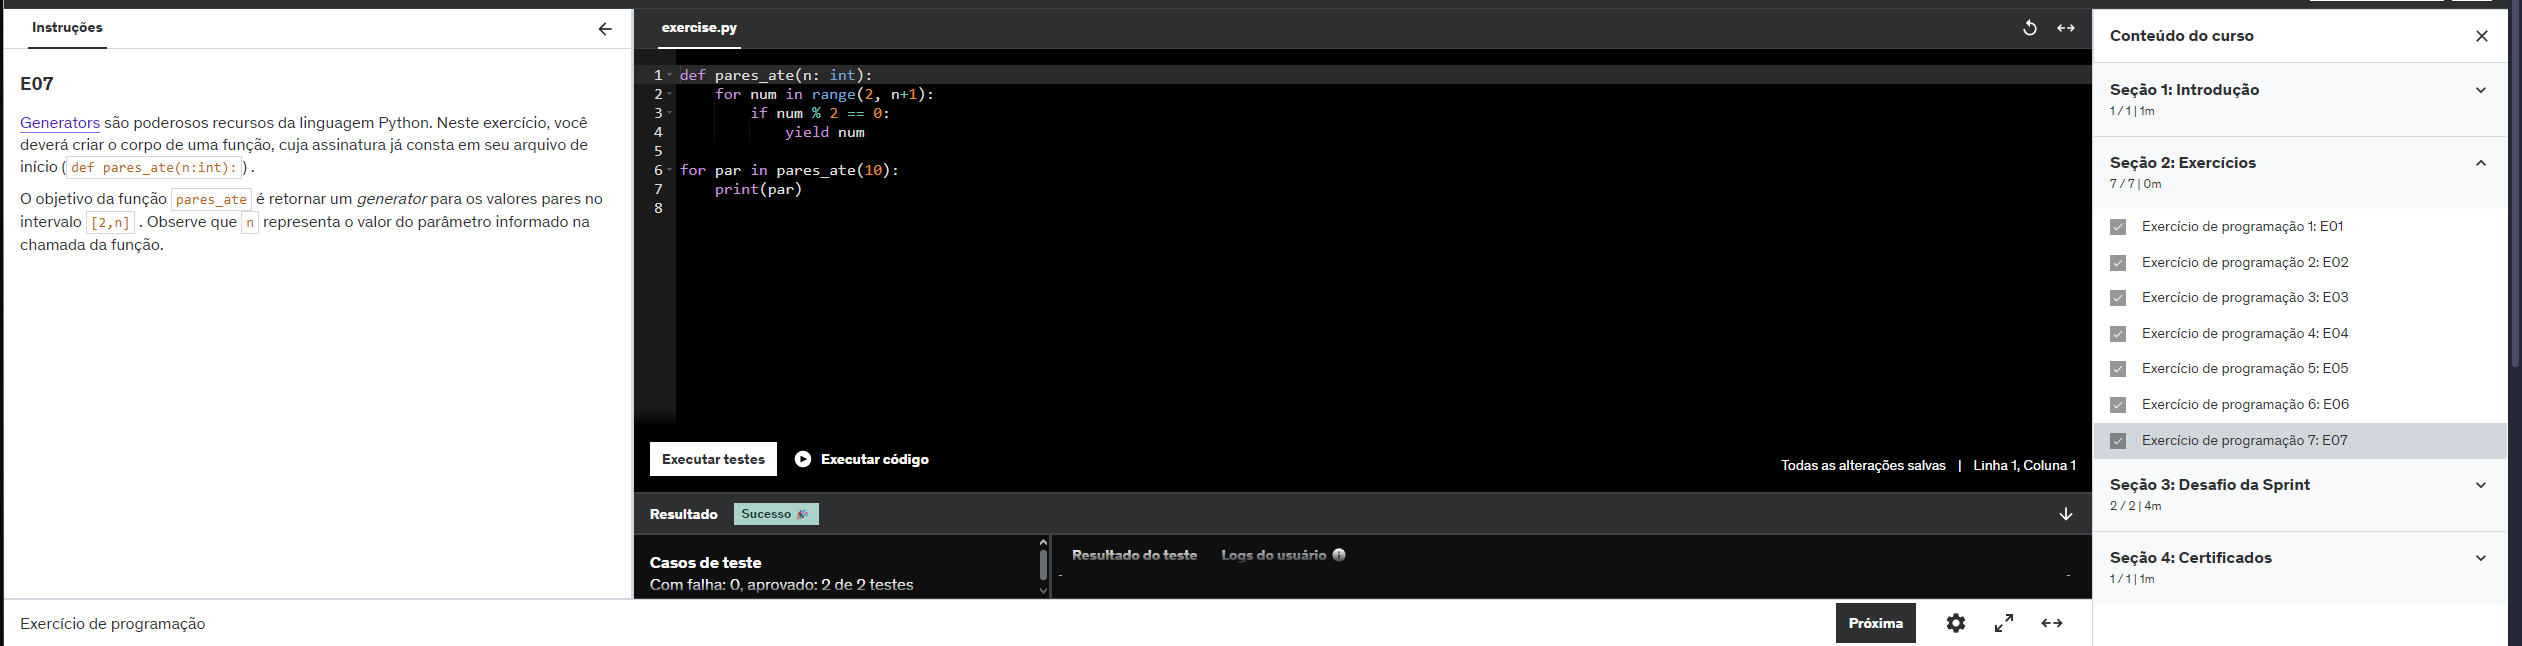 Instruções
E07
Generators são poderosos recursos da linguagem Python. Neste exercício, você
deverá criar o corpo de uma função, cuja assinatura já consta em seu arquivo de
início ( def pares_ate(n:int): ) .
O objetivo da função pares_ate é retornar um generator para os valores pares no
intervalo [2,n] . Observe que n representa o valor do parâmetro informado na
chamada da função.
exercise.py
1 def pares_ate(n: int):
2     for num in range(2, n+1):
3         if num % 2 == 0:
4             yield num
5
6 for par in pares_ate(10):
7     print(par)
8
Executar testes
Executar código
Todas as alterações salvas | Linha 1, Coluna 1
Resultado
Sucesso 🎉
Casos de teste
Com falha: 0, aprovado: 2 de 2 testes
Resultado do teste
Logs do usuário
-
-
Conteúdo do curso
Seção 1: Introdução
1 / 1 | 1m
Seção 2: Exercícios
7 / 7 | 0m
Exercício de programação 1: E01
Exercício de programação 2: E02
Exercício de programação 3: E03
Exercício de programação 4: E04
Exercício de programação 5: E05
Exercício de programação 6: E06
Exercício de programação 7: E07
Seção 3: Desafio da Sprint
2 / 2 | 4m
Seção 4: Certificados
1 / 1 | 1m
Exercício de programação
Próxima